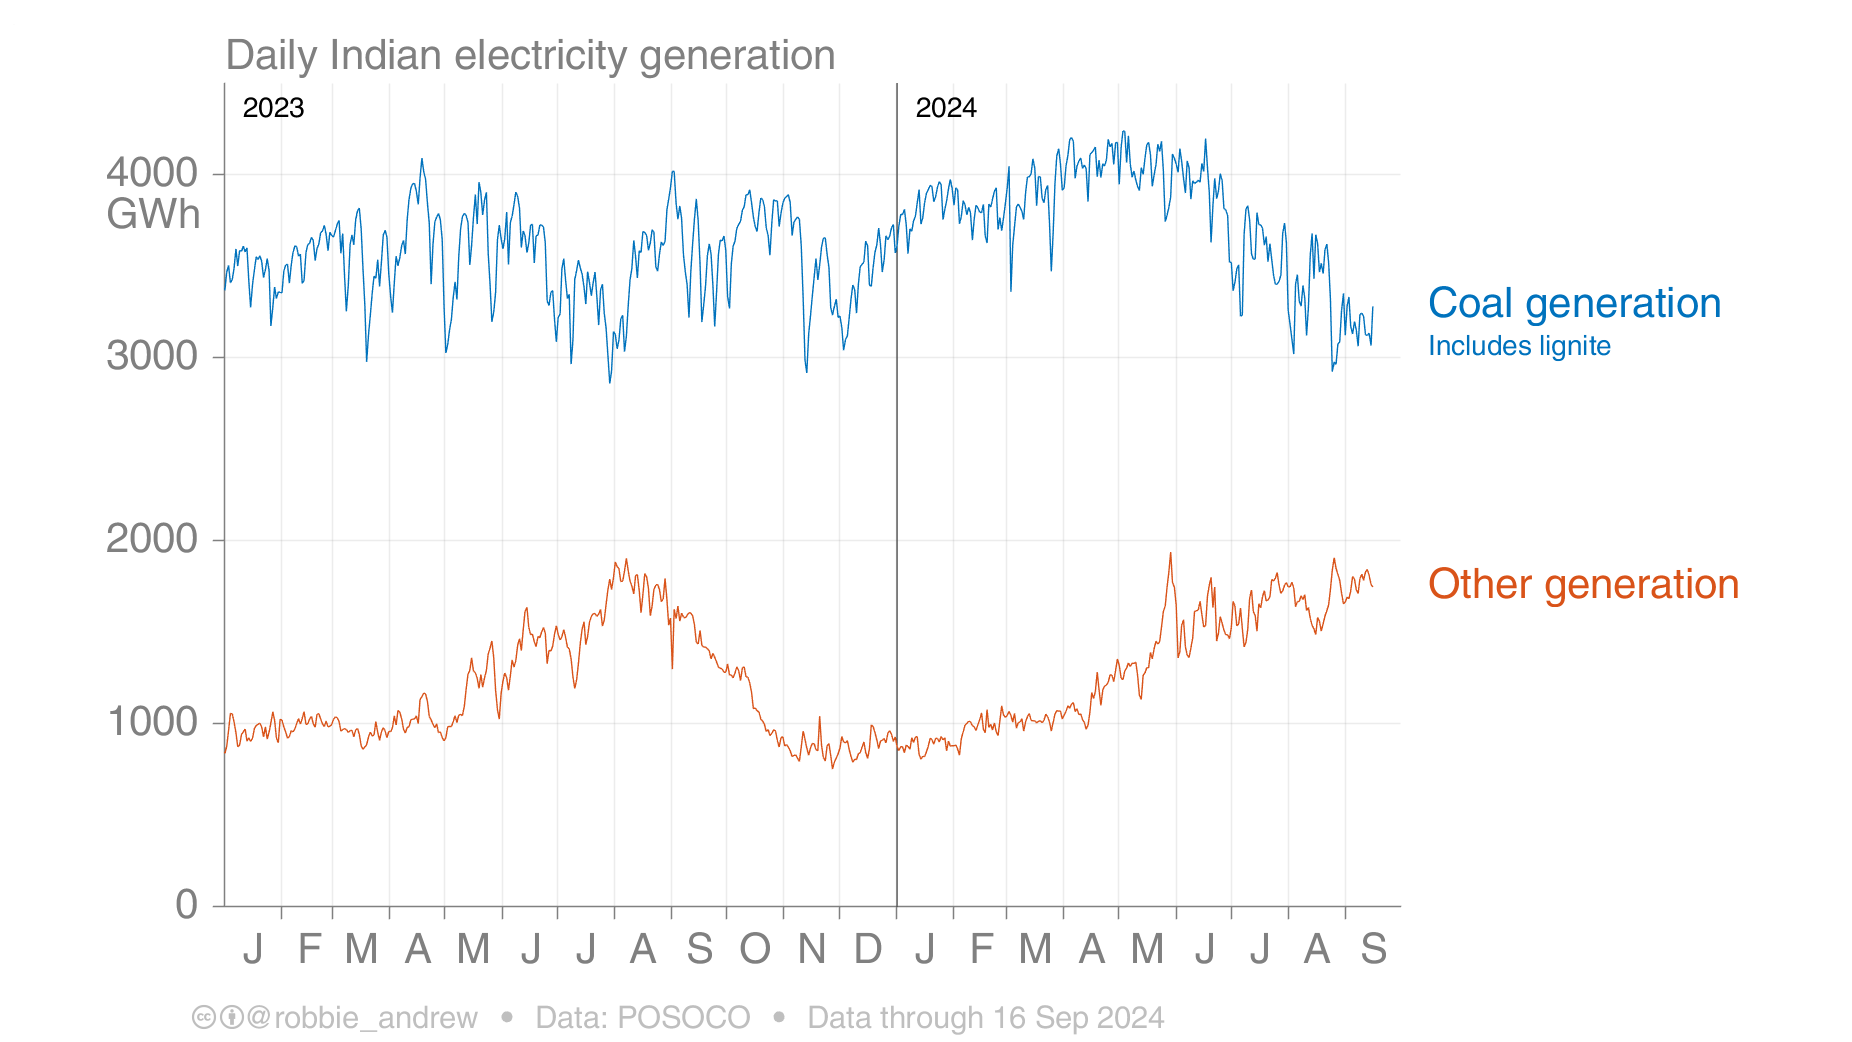 Daily Indian electricity generation
2023
2024
4000
GWh
3000
2000
1000
0
Coal generation
Includes lignite
Other generation
J F M A M J J A S O N D J F M A M J J A S
@robbie_andrew • Data: POSOCO • Data through 16 Sep 2024